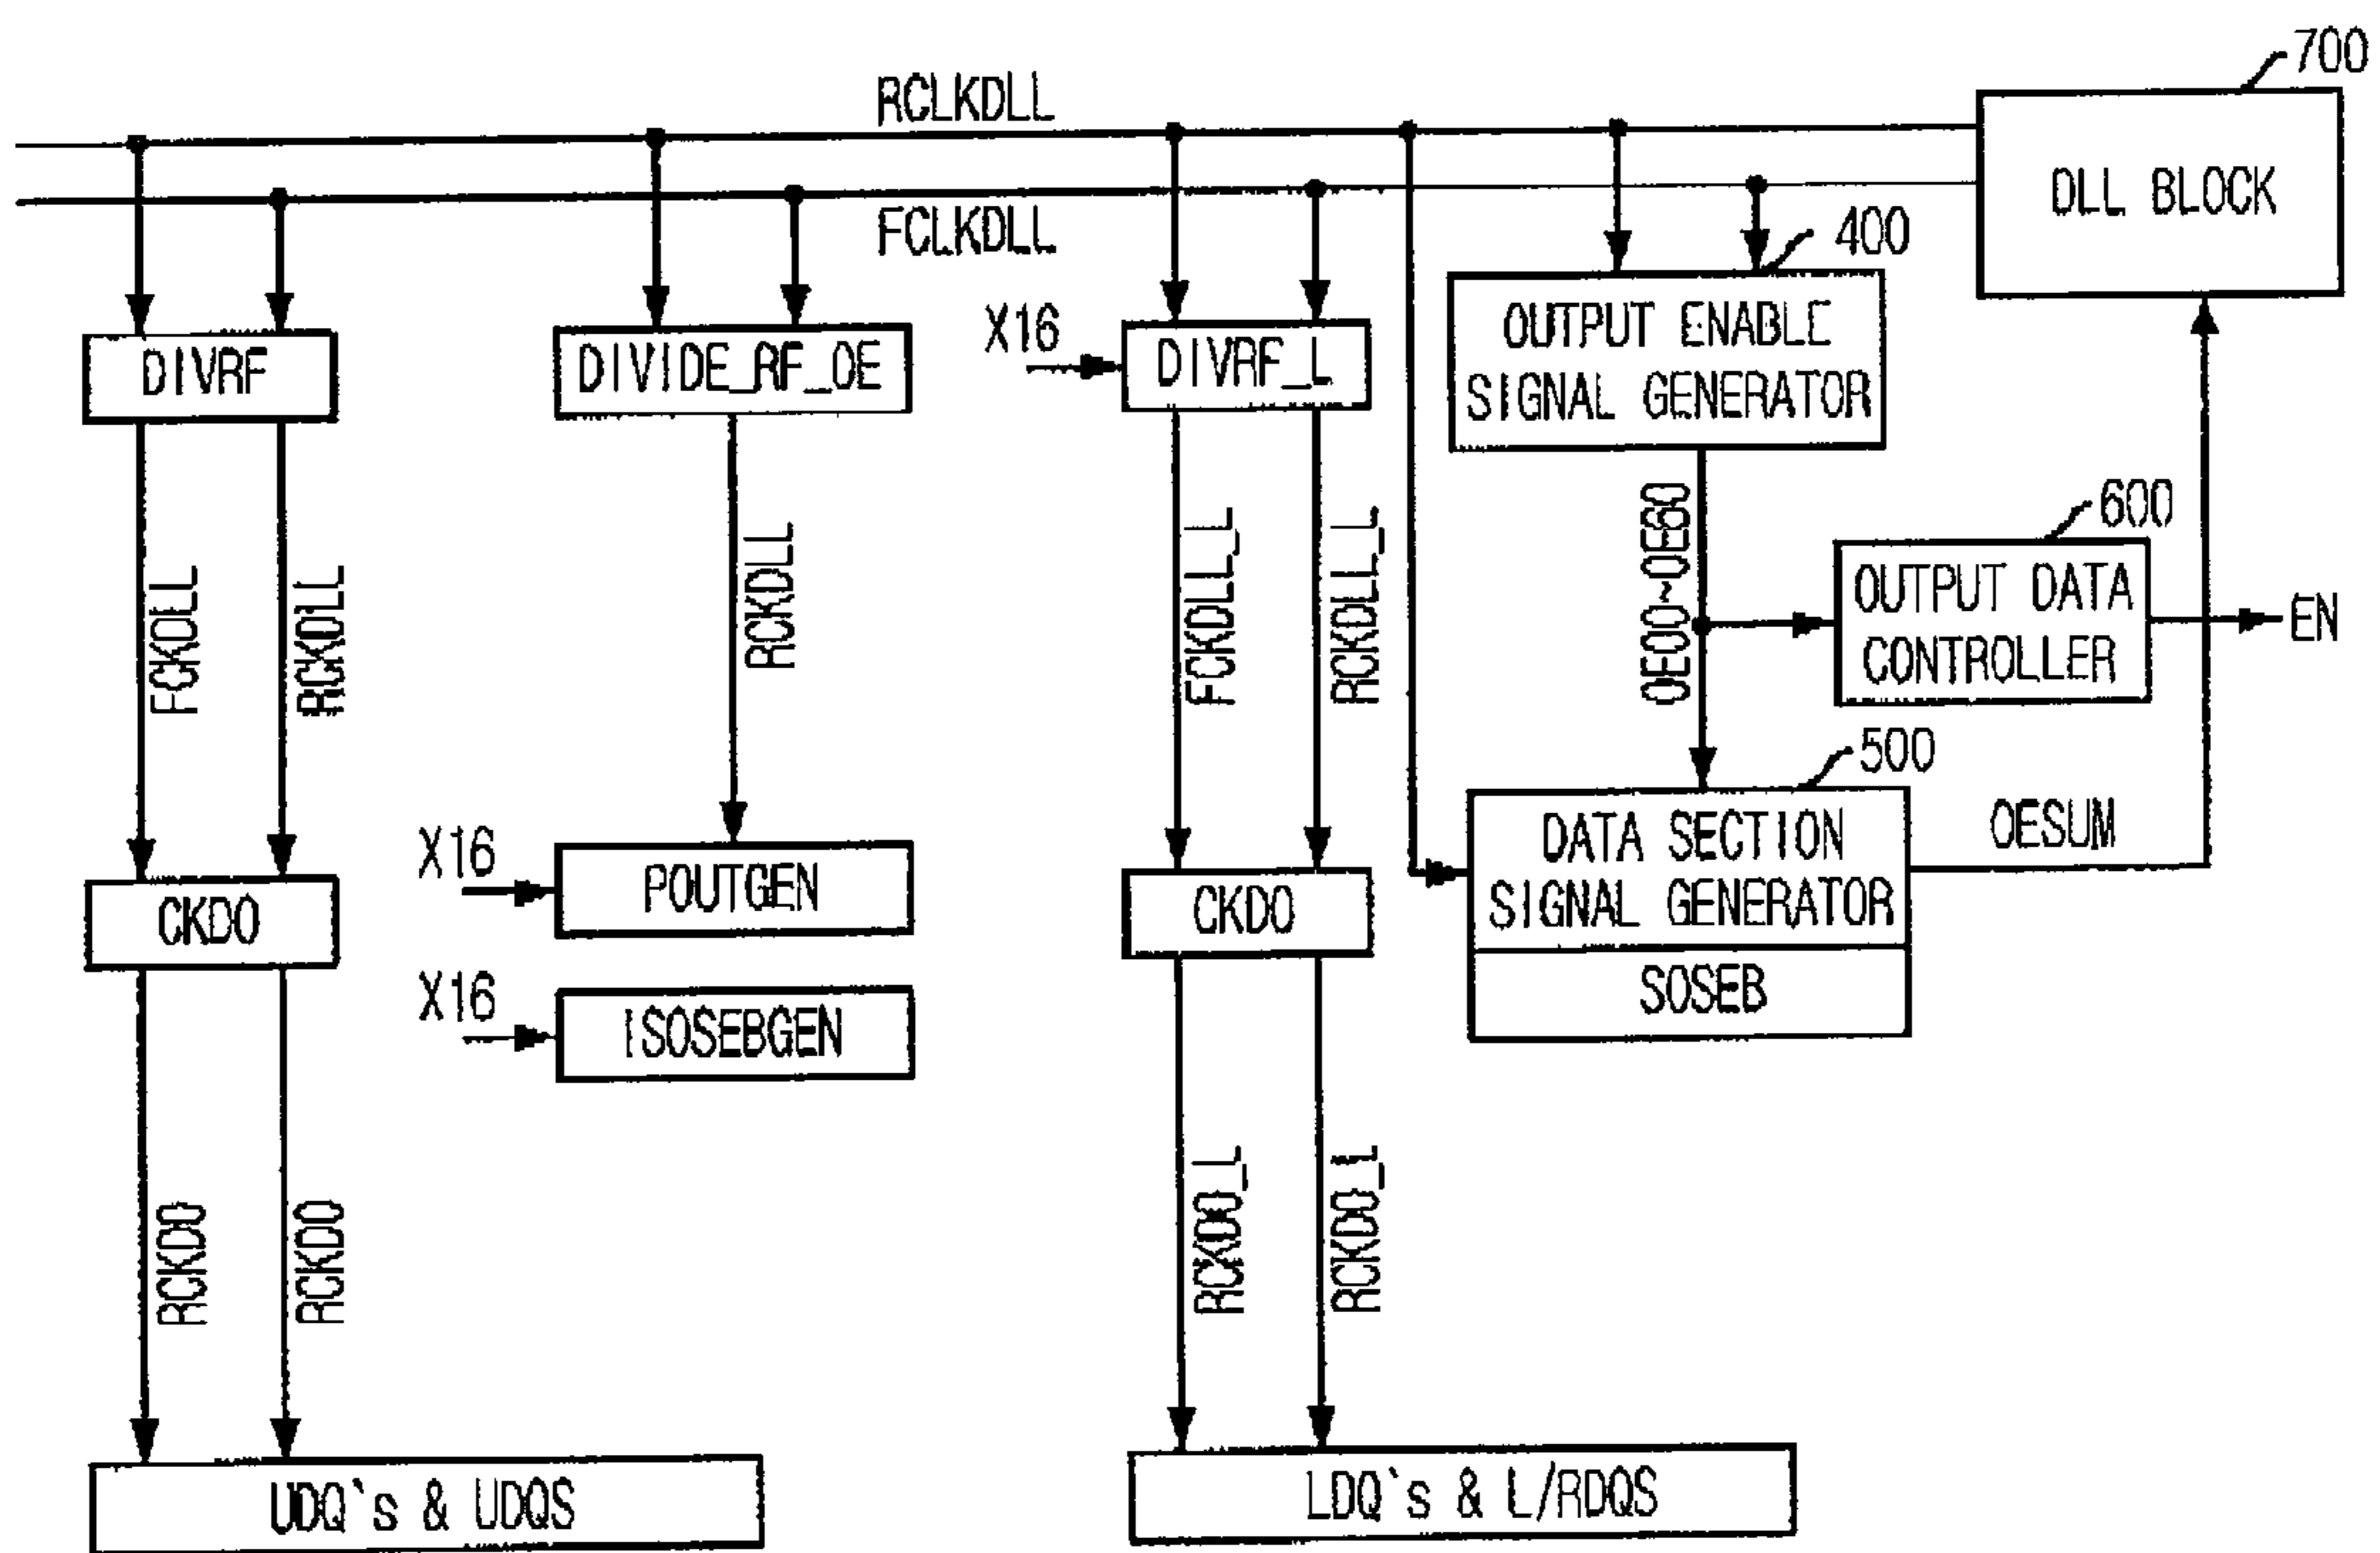 700
RCLKDLL
DLL BLOCK
FCLKDLL
400
X16
OUTPUT ENABLE
SIGNAL GENERATOR
DIVRF
DIVIDE_RF_OE
DIVRF_L
600
OUTPUT DATA
CONTROLLER
EN
FCKDLL
RCKDLL
RCKDLL
FCKDLL_L
RCKDLL_L
OE00~OE60
500
X16
POUTGEN
DATA SECTION
SIGNAL GENERATOR
OESUM
CKDO
CKDO
SOSEB
X16
ISOSEBGEN
RCKDO
RCKDO
RCKDO_L
RCKDO_L
UDQ`s & UDQS
LDQ`s & L/RDQS